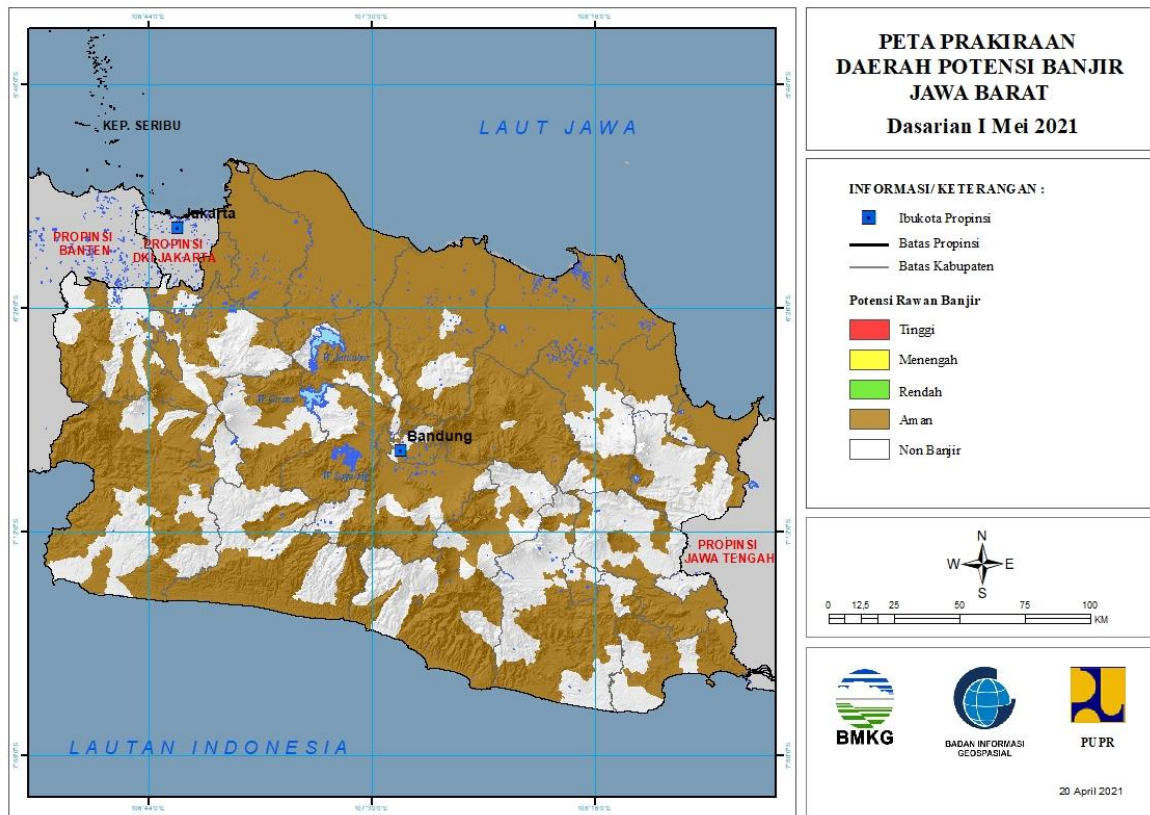 PETA PRAKIRAAN
DAERAH POTENSI BANJIR
JAWA BARAT
Dasarian I Mei 2021
INFORMASI/ KETERANGAN :
Ibukota Propinsi
Batas Propinsi
Batas Kabupaten
Potensi Rawan Banjir
Tinggi
Menengah
Rendah
Aman
Non Banjir
N
W E
S
0 12,5 25 50 75 100
KM
BMKG
BADAN INFORMASI
GEOSPASIAL
PUPR
20 April 2021
KEP. SERIBU
LAUT JAWA
Jakarta
PROPINSI
BANTEN
PROPINSI
DKI JAKARTA
Bandung
PROPINSI
JAWA TENGAH
LAUTAN INDONESIA